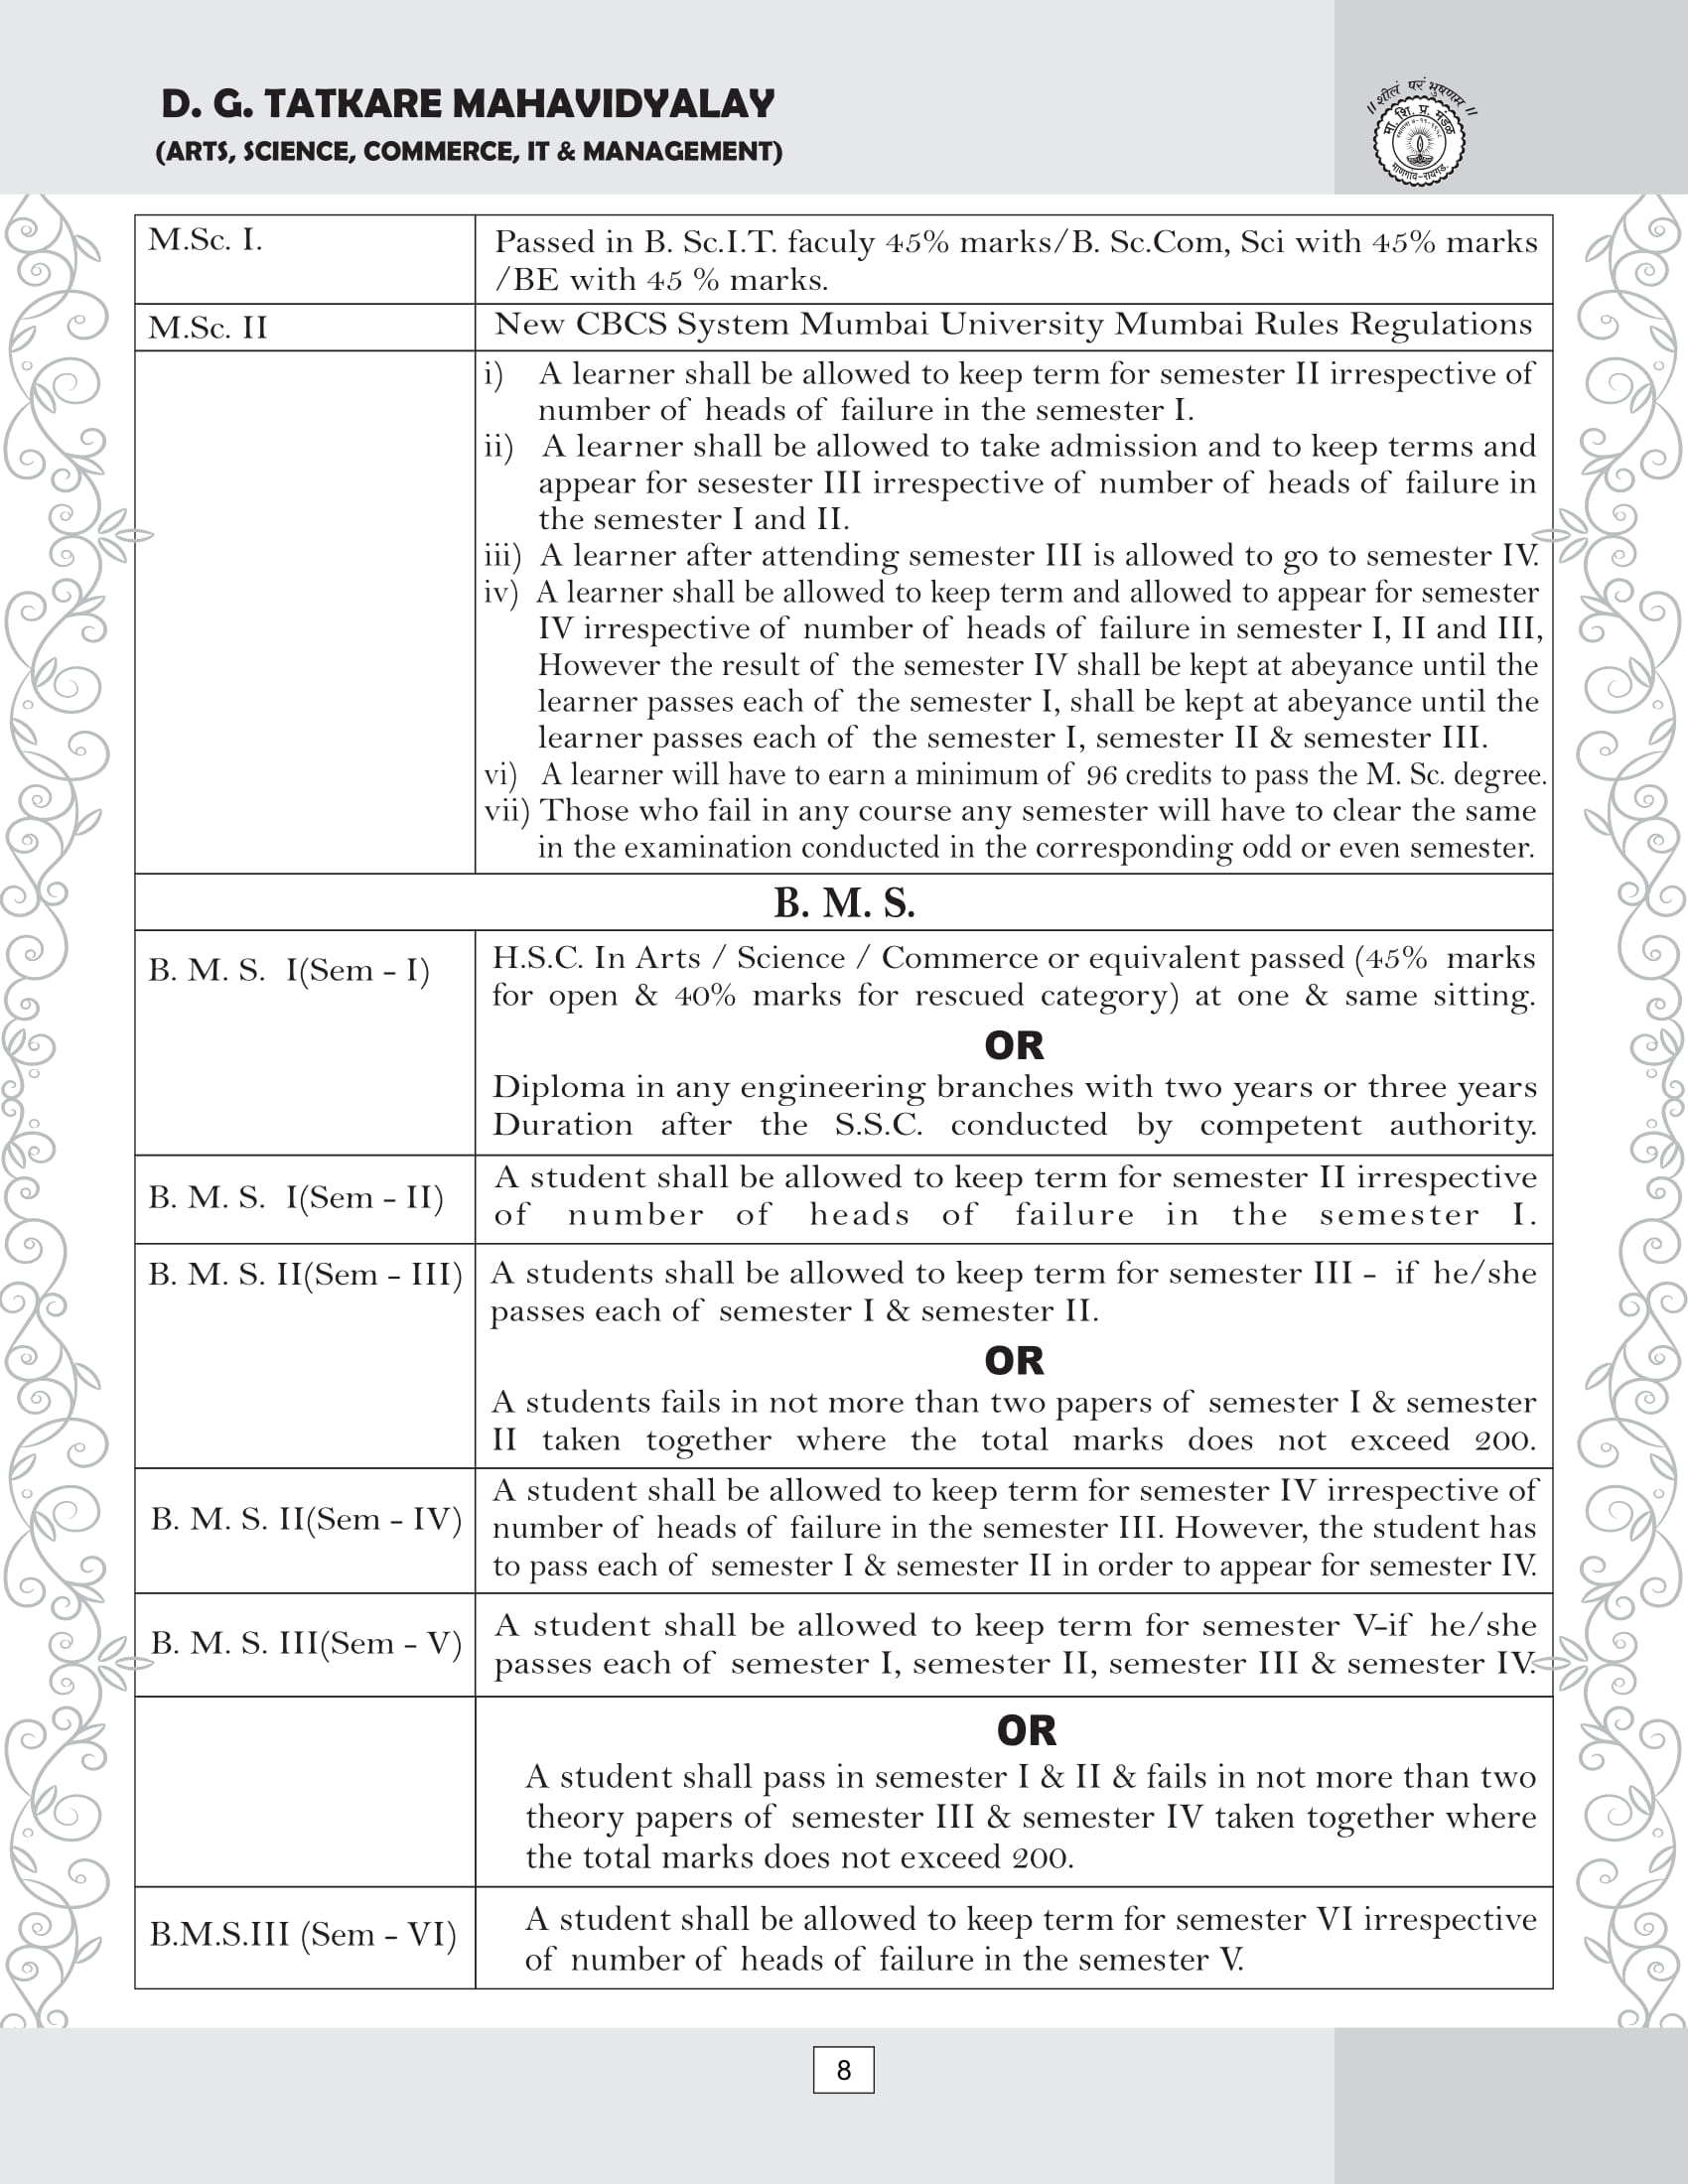 D. G. TATKARE MAHAVIDYALAY
(ARTS, SCIENCE, COMMERCE, IT & MANAGEMENT)
॥ शीलं परं भुषणम ॥
मा. शि. प्र. मंडळ
माणगांव-रायगड.
M.Sc. I.
Passed in B. Sc.I.T. faculy 45% marks/B. Sc.Com, Sci with 45% marks
/BE with 45 % marks.
M.Sc. II
New CBCS System Mumbai University Mumbai Rules Regulations
i) A learner shall be allowed to keep term for semester II irrespective of
number of heads of failure in the semester I.
ii) A learner shall be allowed to take admission and to keep terms and
appear for sesester III irrespective of number of heads of failure in
the semester I and II.
iii) A learner after attending semester III is allowed to go to semester IV.
iv) A learner shall be allowed to keep term and allowed to appear for semester
IV irrespective of number of heads of failure in semester I, II and III,
However the result of the semester IV shall be kept at abeyance until the
learner passes each of the semester I, shall be kept at abeyance until the
learner passes each of the semester I, semester II & semester III.
vi) A learner will have to earn a minimum of 96 credits to pass the M. Sc. degree.
vii) Those who fail in any course any semester will have to clear the same
in the examination conducted in the corresponding odd or even semester.
B. M. S.
B. M. S. I(Sem - I)
H.S.C. In Arts / Science / Commerce or equivalent passed (45% marks
for open & 40% marks for rescued category) at one & same sitting.
OR
Diploma in any engineering branches with two years or three years
Duration after the S.S.C. conducted by competent authority.
B. M. S. I(Sem - II)
A student shall be allowed to keep term for semester II irrespective
of number of heads of failure in the semester I.
B. M. S. II(Sem - III)
A students shall be allowed to keep term for semester III - if he/she
passes each of semester I & semester II.
OR
A students fails in not more than two papers of semester I & semester
II taken together where the total marks does not exceed 200.
B. M. S. II(Sem - IV)
A student shall be allowed to keep term for semester IV irrespective of
number of heads of failure in the semester III. However, the student has
to pass each of semester I & semester II in order to appear for semester IV.
B. M. S. III(Sem - V)
A student shall be allowed to keep term for semester V-if he/she
passes each of semester I, semester II, semester III & semester IV.
OR
A student shall pass in semester I & II & fails in not more than two
theory papers of semester III & semester IV taken together where
the total marks does not exceed 200.
B.M.S.III (Sem - VI)
A student shall be allowed to keep term for semester VI irrespective
of number of heads of failure in the semester V.
8